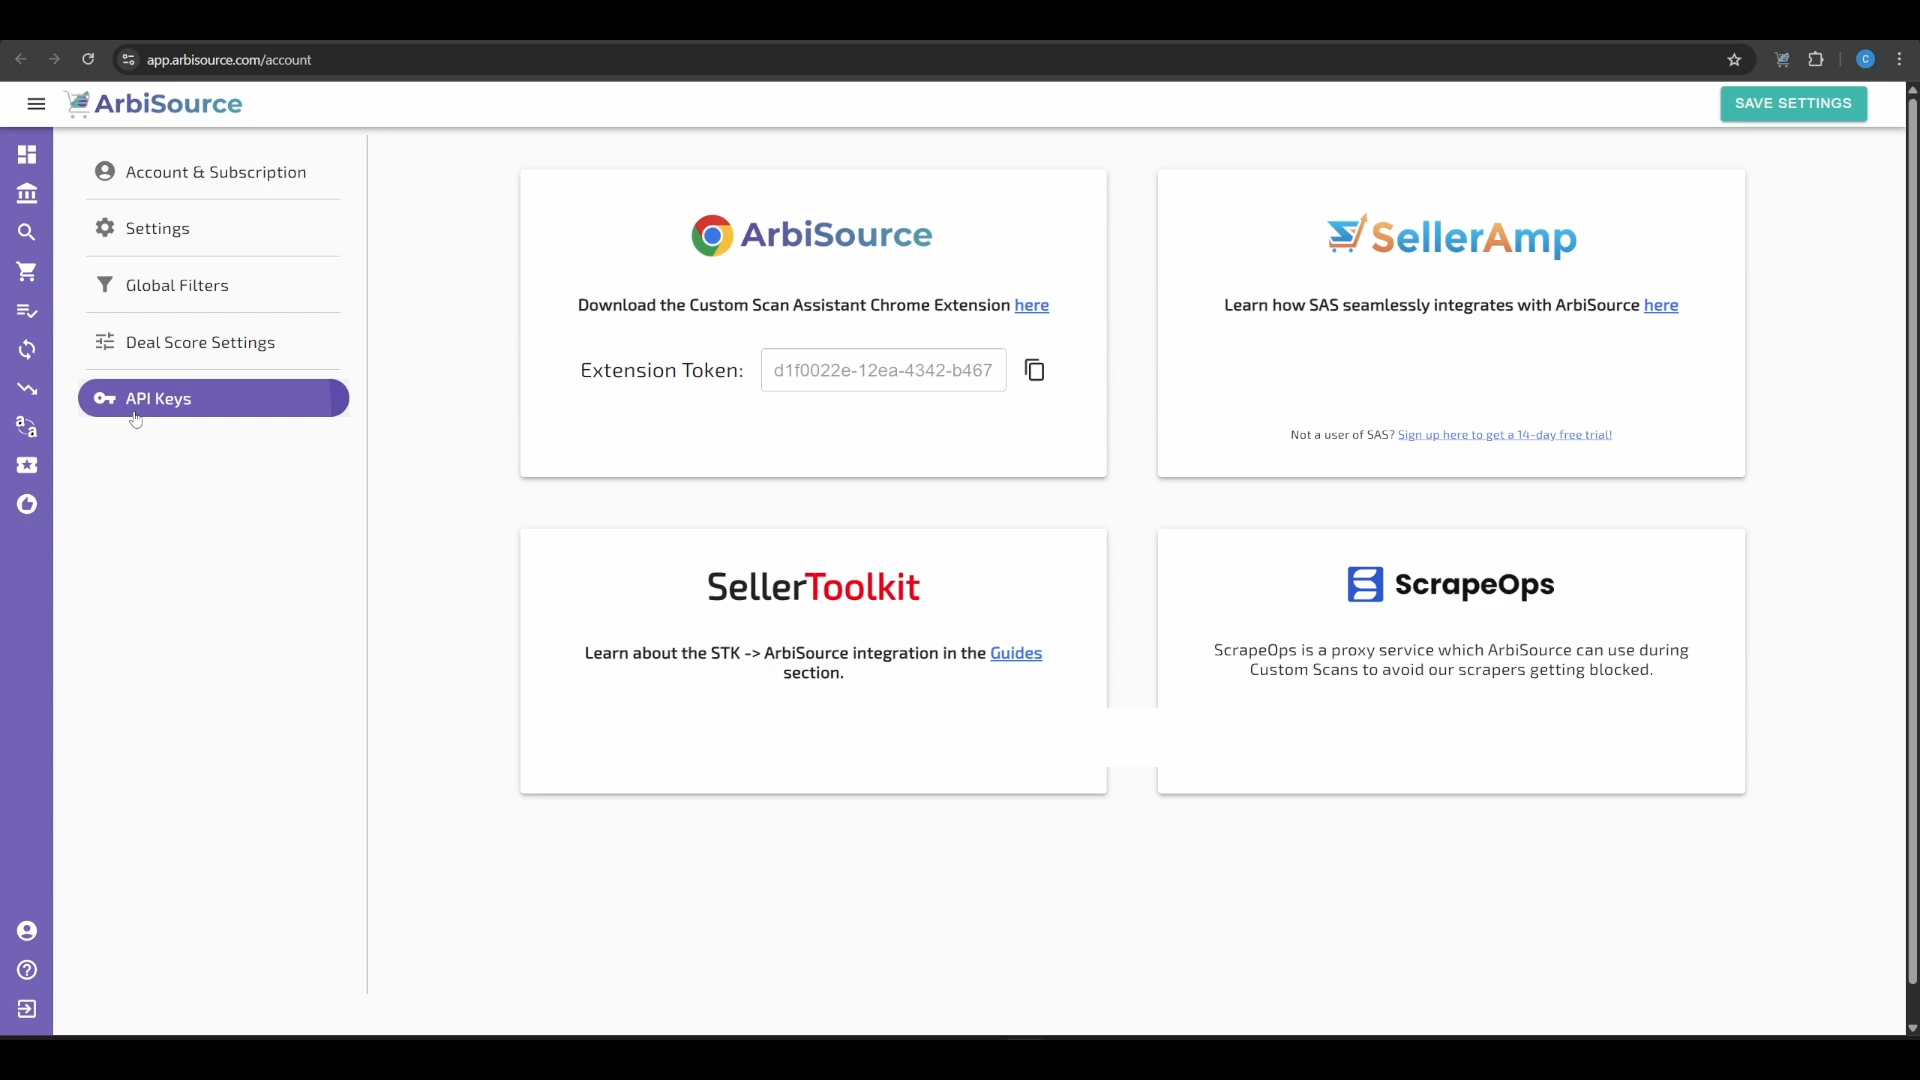 app.arbisource.com/account
C
ArbiSource
SAVE SETTINGS
Account & Subscription
Settings
Global Filters
Deal Score Settings
API Keys
ArbiSource
Download the Custom Scan Assistant Chrome Extension here
Extension Token: d1f0022e-12ea-4342-b467
SellerAmp
Learn how SAS seamlessly integrates with ArbiSource here
Not a user of SAS? Sign up here to get a 14-day free trial!
SellerToolkit
Learn about the STK -> ArbiSource integration in the Guides
section.
ScrapeOps
ScrapeOps is a proxy service which ArbiSource can use during
Custom Scans to avoid our scrapers getting blocked.